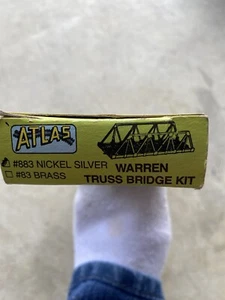 ATLAS
#883 NICKEL SILVER
#83 BRASS
WARREN
TRUSS BRIDGE KIT